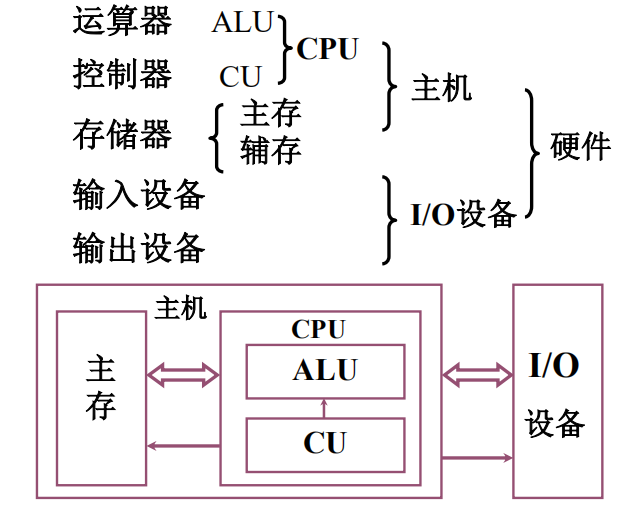 运算器 ALU
CPU
控制器 CU
主机
存储器
主存
辅存
硬件
输入设备
I/O设备
输出设备
主机
CPU
主存
ALU
CU
I/O
设备